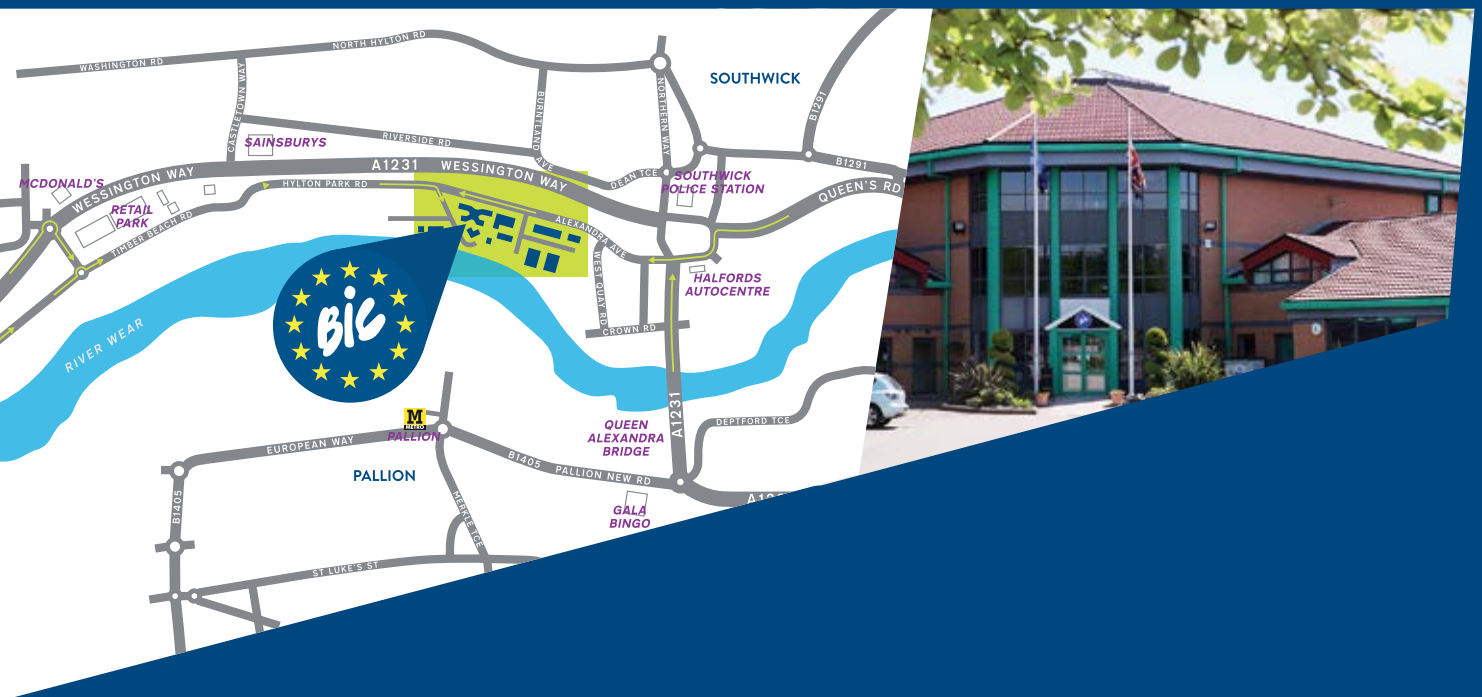 NORTH HYLTON RD
WASHINGTON RD
SOUTHWICK
CASTLETOWN WAY
BURNTLAND AVE
NORTHERN WAY
B1291
SAINSBURYS
RIVERSIDE RD
B1291
A1231 WESSINGTON WAY
DEAN TCE
SOUTHWICK
POLICE STATION
QUEEN'S RD
MCDONALD'S
WESSINGTON WAY
HYLTON PARK RD
RETAIL
PARK
TIMBER BEACH RD
ALEXANDRA AVE
WEST QUAY RD
HALFORDS
AUTOCENTRE
CROWN RD
RIVER WEAR
BIC
A1231
M
METRO
PALLION
QUEEN
ALEXANDRA
BRIDGE
DEPTFORD TCE
EUROPEAN WAY
B1405 PALLION NEW RD
PALLION
B1405
MERKLE TCE
GALA
BINGO
ST LUKE'S ST